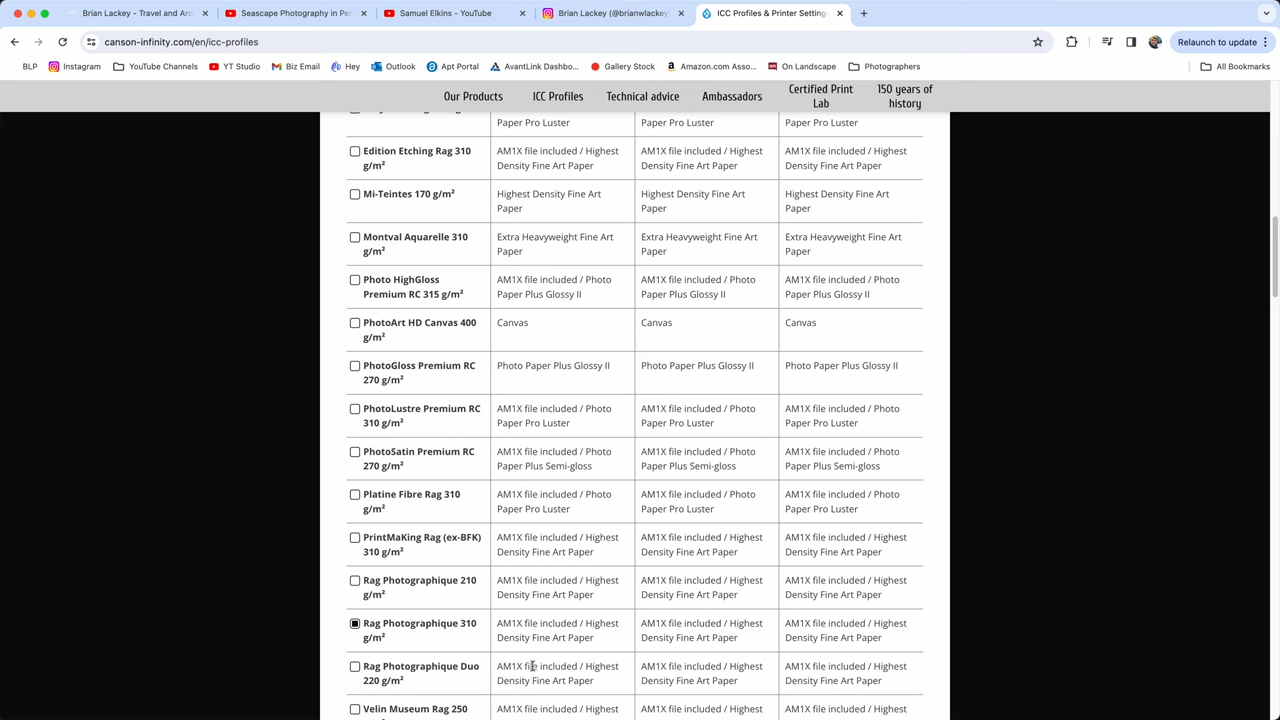 Brian Lackey - Travel and Arc
Seascape Photography in Pe
Samuel Elkins - YouTube
Brian Lackey (@brianwlackey
ICC Profiles & Printer Setting
canson-infinity.com/en/icc-profiles
Relaunch to update
BLP
Instagram
YouTube Channels
YT Studio
Biz Email
Hey
Outlook
Apt Portal
AvantLink Dashbo...
Gallery Stock
Amazon.com Asso...
On Landscape
Photographers
All Bookmarks
Our Products
ICC Profiles
Technical advice
Ambassadors
Certified Print
Lab
150 years of
history
Paper Pro Luster
Paper Pro Luster
Paper Pro Luster
Edition Etching Rag 310
g/m²
AM1X file included / Highest
Density Fine Art Paper
AM1X file included / Highest
Density Fine Art Paper
AM1X file included / Highest
Density Fine Art Paper
Mi-Teintes 170 g/m²
Highest Density Fine Art
Paper
Highest Density Fine Art
Paper
Highest Density Fine Art
Paper
Montval Aquarelle 310
g/m²
Extra Heavyweight Fine Art
Paper
Extra Heavyweight Fine Art
Paper
Extra Heavyweight Fine Art
Paper
Photo HighGloss
Premium RC 315 g/m²
AM1X file included / Photo
Paper Plus Glossy II
AM1X file included / Photo
Paper Plus Glossy II
AM1X file included / Photo
Paper Plus Glossy II
PhotoArt HD Canvas 400
g/m²
Canvas
Canvas
Canvas
PhotoGloss Premium RC
270 g/m²
Photo Paper Plus Glossy II
Photo Paper Plus Glossy II
Photo Paper Plus Glossy II
PhotoLustre Premium RC
310 g/m²
AM1X file included / Photo
Paper Pro Luster
AM1X file included / Photo
Paper Pro Luster
AM1X file included / Photo
Paper Pro Luster
PhotoSatin Premium RC
270 g/m²
AM1X file included / Photo
Paper Plus Semi-gloss
AM1X file included / Photo
Paper Plus Semi-gloss
AM1X file included / Photo
Paper Plus Semi-gloss
Platine Fibre Rag 310
g/m²
AM1X file included / Photo
Paper Pro Luster
AM1X file included / Photo
Paper Pro Luster
AM1X file included / Photo
Paper Pro Luster
PrintMaKing Rag (ex-BFK)
310 g/m²
AM1X file included / Highest
Density Fine Art Paper
AM1X file included / Highest
Density Fine Art Paper
AM1X file included / Highest
Density Fine Art Paper
Rag Photographique 210
g/m²
AM1X file included / Highest
Density Fine Art Paper
AM1X file included / Highest
Density Fine Art Paper
AM1X file included / Highest
Density Fine Art Paper
Rag Photographique 310
g/m²
AM1X file included / Highest
Density Fine Art Paper
AM1X file included / Highest
Density Fine Art Paper
AM1X file included / Highest
Density Fine Art Paper
Rag Photographique Duo
220 g/m²
AM1X file included / Highest
Density Fine Art Paper
AM1X file included / Highest
Density Fine Art Paper
AM1X file included / Highest
Density Fine Art Paper
Velin Museum Rag 250
AM1X file included / Highest
AM1X file included / Highest
AM1X file included / Highest